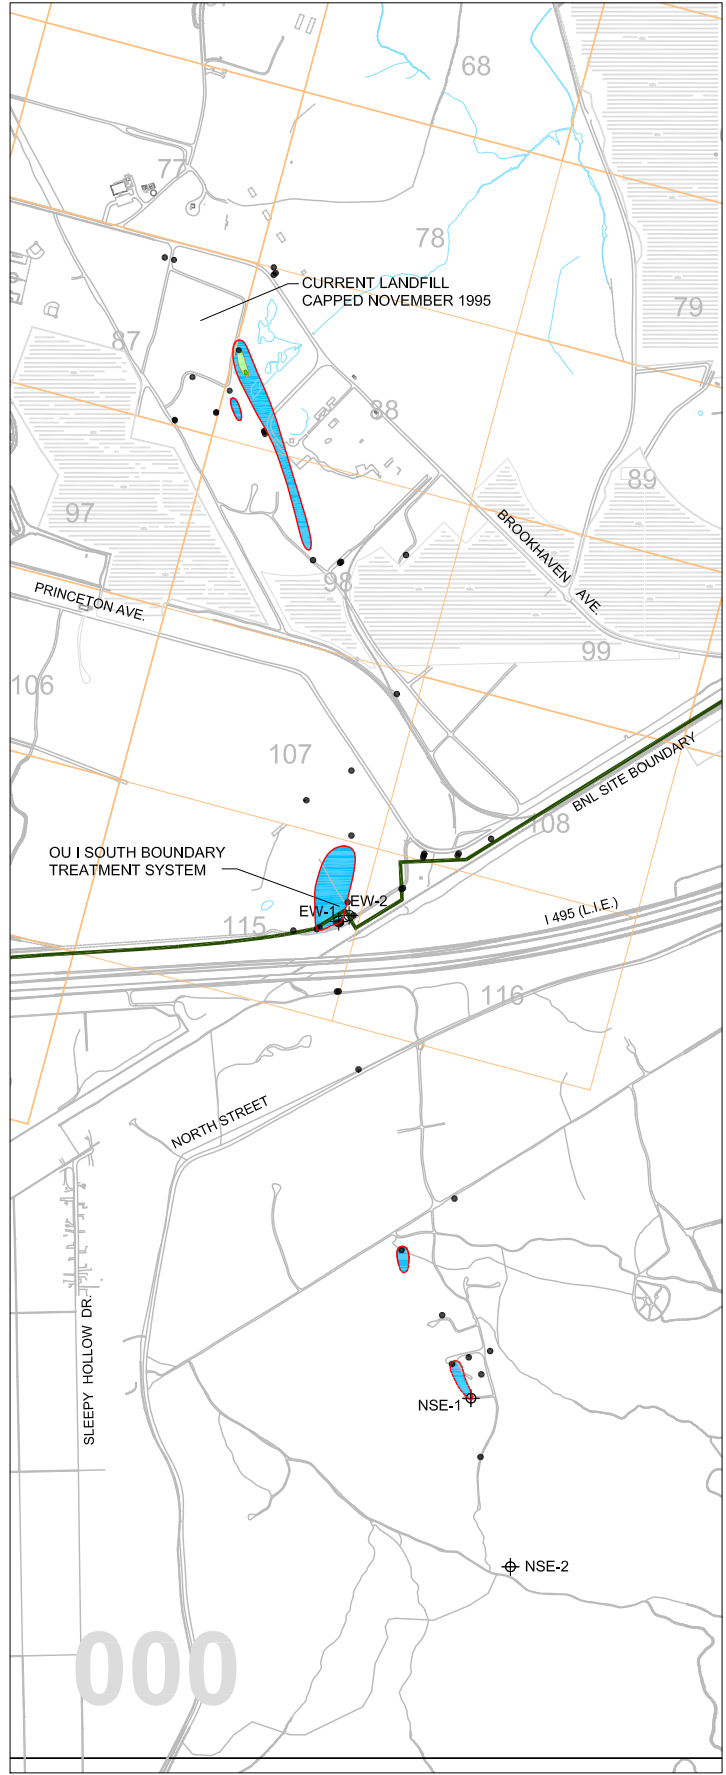 68
77
78
CURRENT LANDFILL
CAPPED NOVEMBER 1995
79
87
88
89
97
BROOKHAVEN AVE.
98
PRINCETON AVE.
99
106
107
BNL SITE BOUNDARY
108
OU I SOUTH BOUNDARY
TREATMENT SYSTEM
EW-1
EW-2
I 495 (L.I.E.)
115
116
NORTH STREET
SLEEPY HOLLOW DR.
NSE-1
NSE-2
000